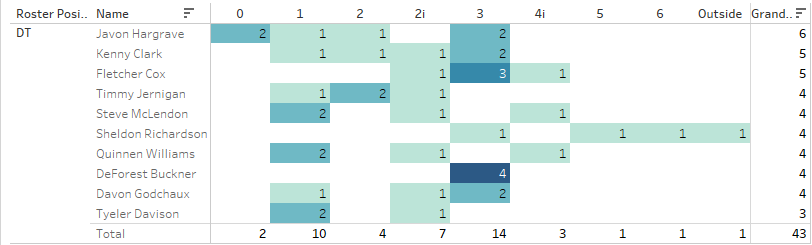 Roster Posi.. Name 0 1 2 2i 3 4i 5 6 Outside Grand..
DT Javon Hargrave 2 1 1 2 6
Kenny Clark 1 1 1 2 5
Fletcher Cox 1 3 1 5
Timmy Jernigan 1 2 1 4
Steve McLendon 2 1 1 4
Sheldon Richardson 1 1 1 1 4
Quinnen Williams 2 1 1 4
DeForest Buckner 4 4
Davon Godchaux 1 1 2 4
Tyeler Davison 2 1 3
Total 2 10 4 7 14 3 1 1 1 43